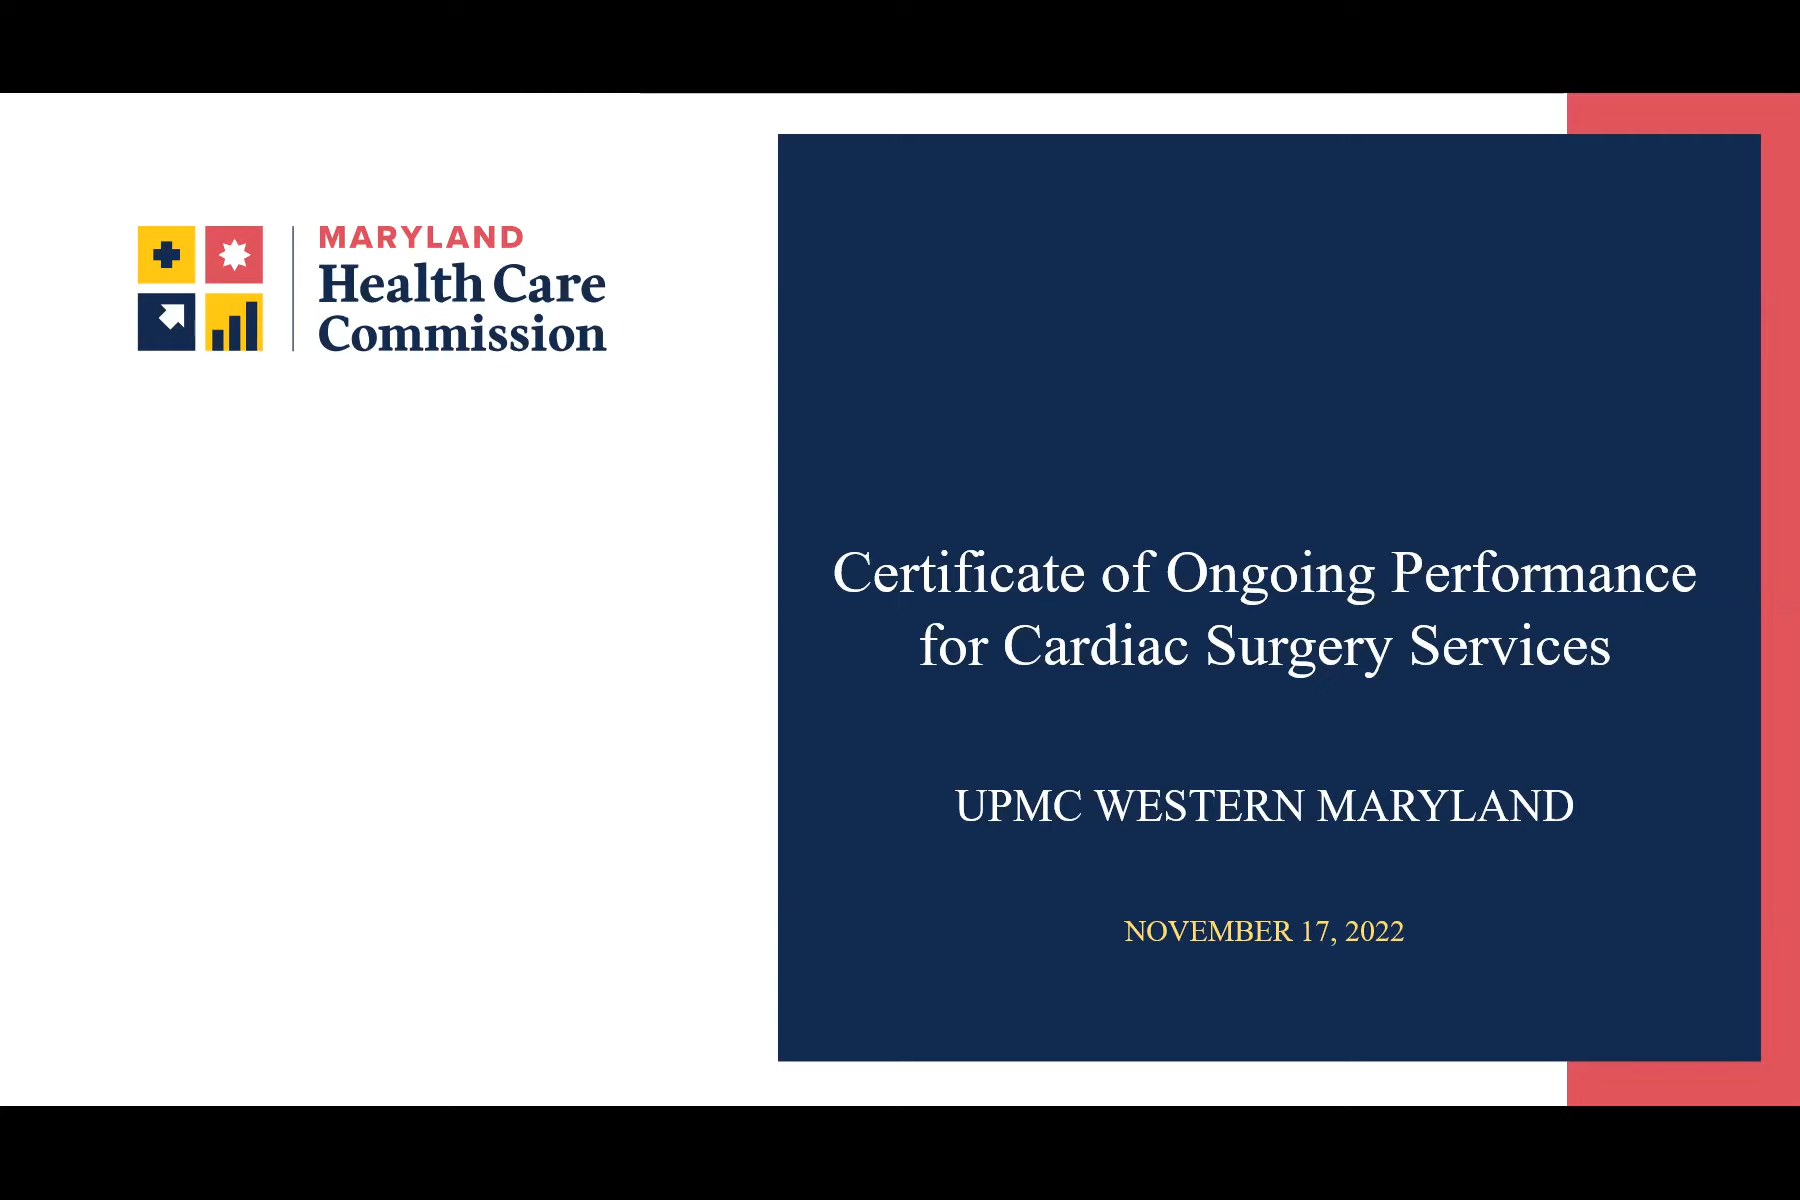 MARYLAND
Health Care
Commission
Certificate of Ongoing Performance
for Cardiac Surgery Services
UPMC WESTERN MARYLAND
NOVEMBER 17, 2022